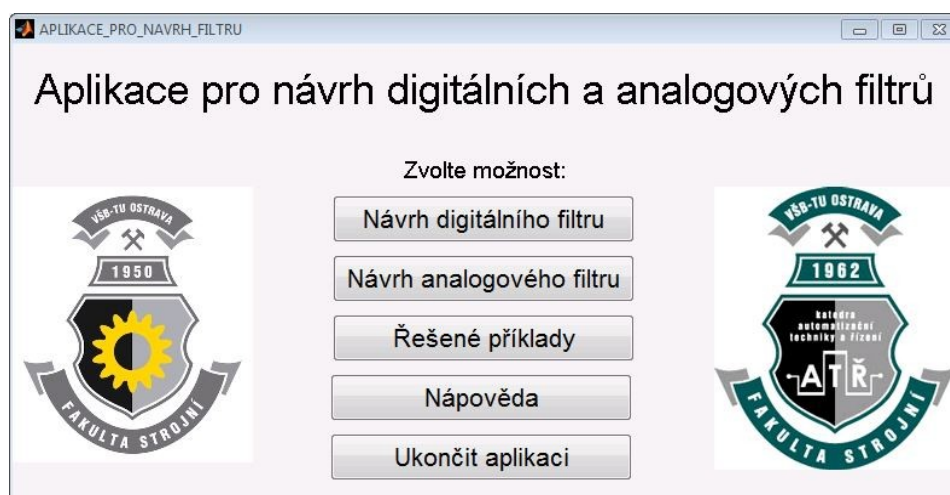 APLIKACE_PRO_NAVRH_FILTRU
Aplikace pro návrh digitálních a analogových filtrů
Zvolte možnost:
VŠB-TU OSTRAVA
1950
FAKULTA STROJNÍ
Návrh digitálního filtru
Návrh analogového filtru
Řešené příklady
Nápověda
Ukončit aplikaci
VŠB-TU OSTRAVA
1962
katedra
automatizační
techniky a řízení
ATŘ
FAKULTA STROJNÍ